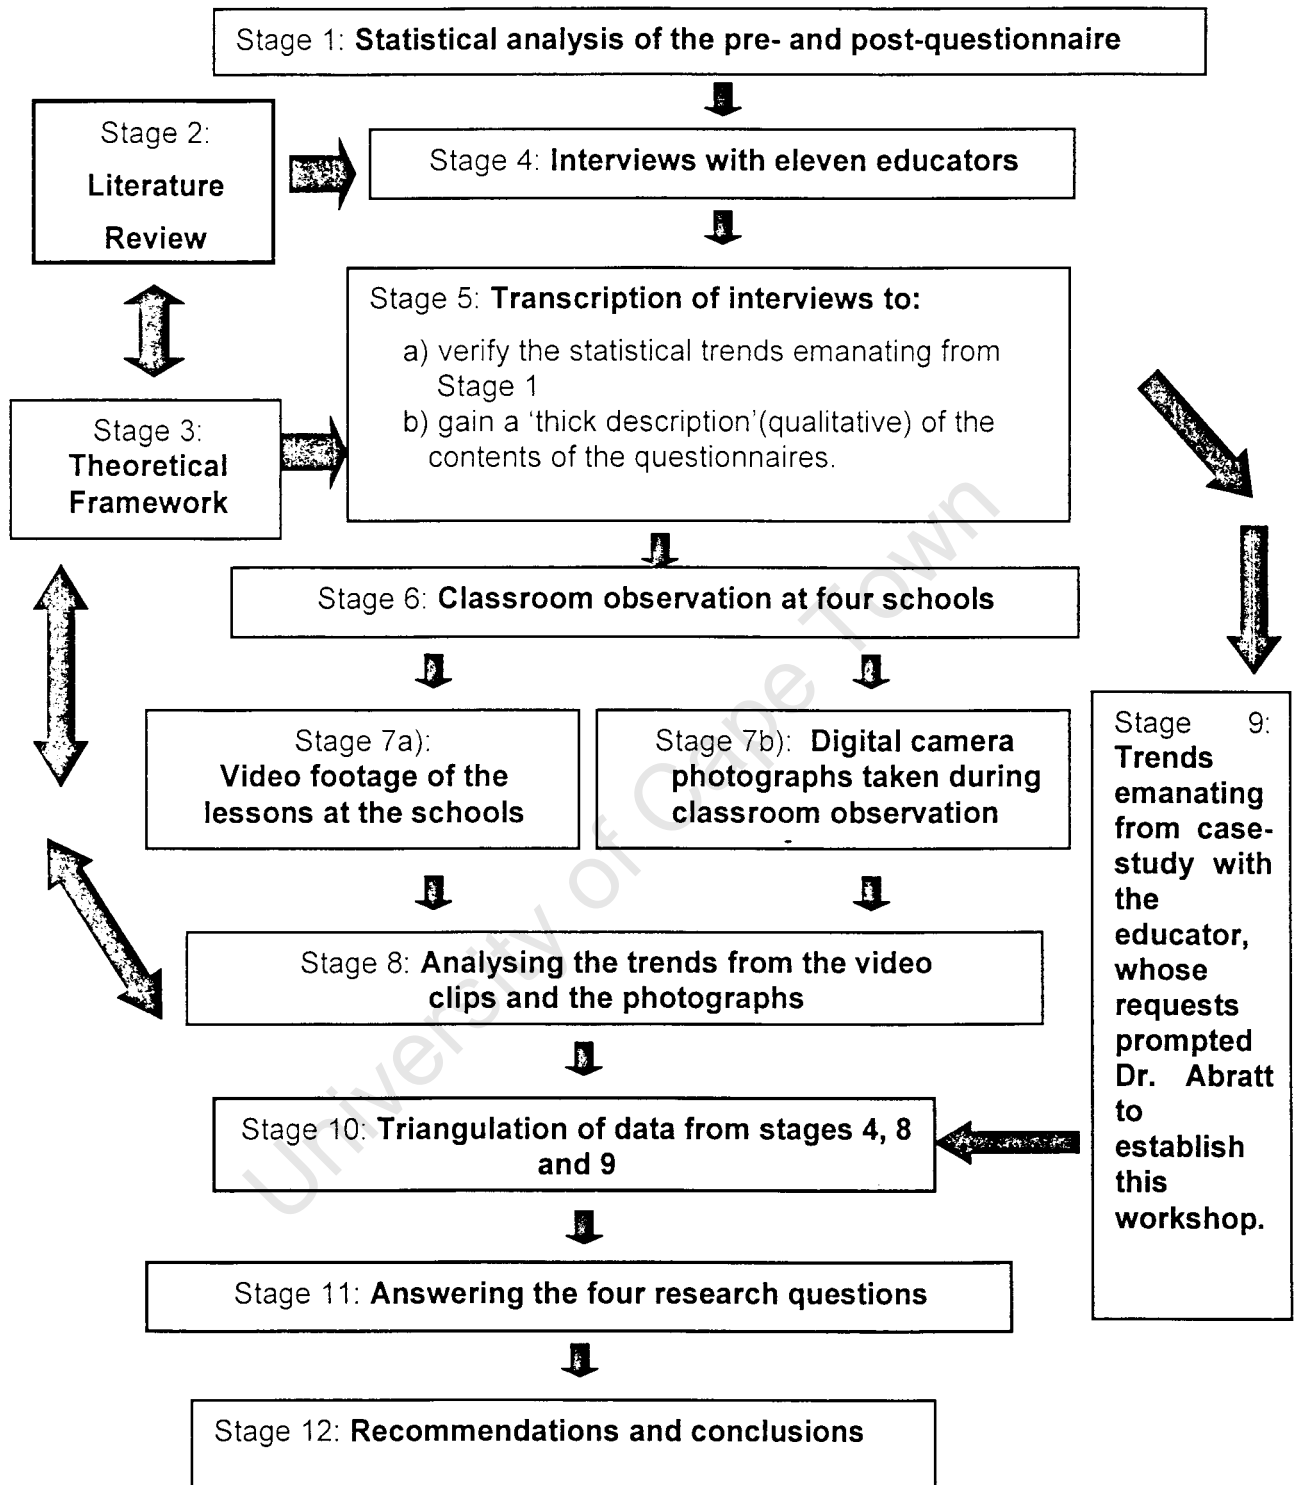 Stage 1: Statistical analysis of the pre- and post-questionnaire
Stage 2:
Literature
Review
Stage 4: Interviews with eleven educators
Stage 3:
Theoretical
Framework
Stage 5: Transcription of interviews to:
a) verify the statistical trends emanating from
Stage 1
b) gain a ‘thick description’(qualitative) of the
contents of the questionnaires.
Stage 6: Classroom observation at four schools
Stage 7a):
Video footage of the
lessons at the schools
Stage 7b): Digital camera
photographs taken during
classroom observation
Stage 8: Analysing the trends from the video
clips and the photographs
Stage 9:
Trends
emanating
from case-
study with
the
educator,
whose
requests
prompted
Dr. Abratt
to
establish
this
workshop.
Stage 10: Triangulation of data from stages 4, 8
and 9
Stage 11: Answering the four research questions
Stage 12: Recommendations and conclusions
University of Cape Town